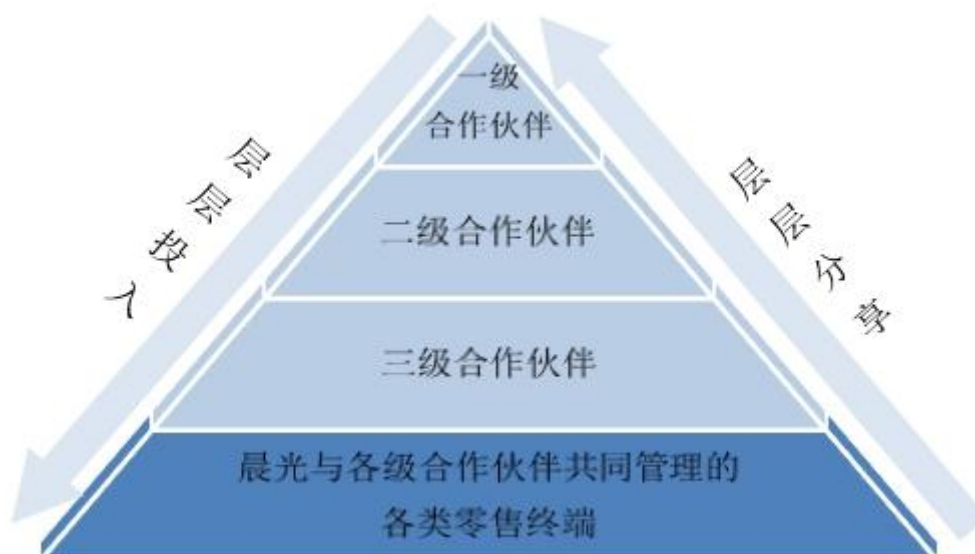 一级
合作伙伴
层层投入
二级合作伙伴
层层分享
三级合作伙伴
晨光与各级合作伙伴共同管理的
各类零售终端